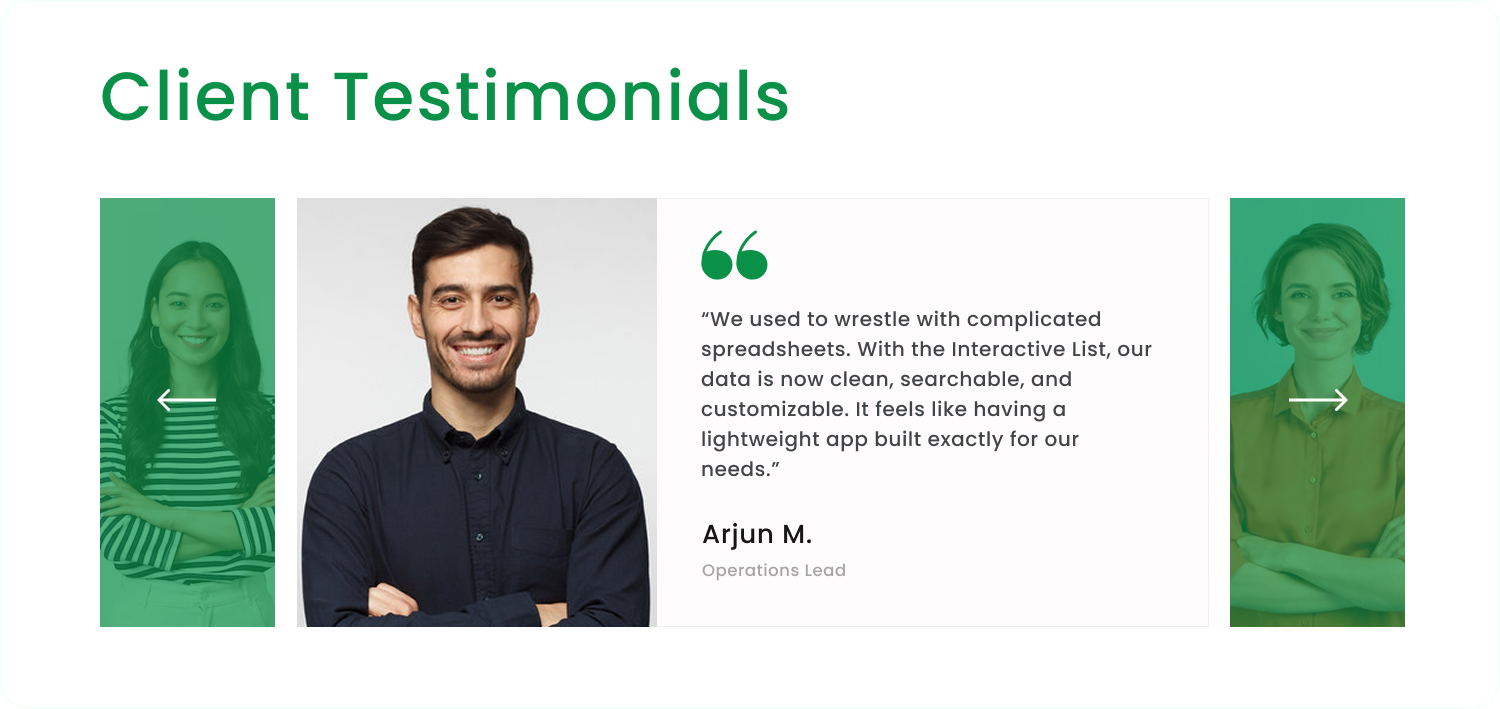 Client Testimonials
“We used to wrestle with complicated
spreadsheets. With the Interactive List, our
data is now clean, searchable, and
customizable. It feels like having a
lightweight app built exactly for our
needs.”
Arjun M.
Operations Lead